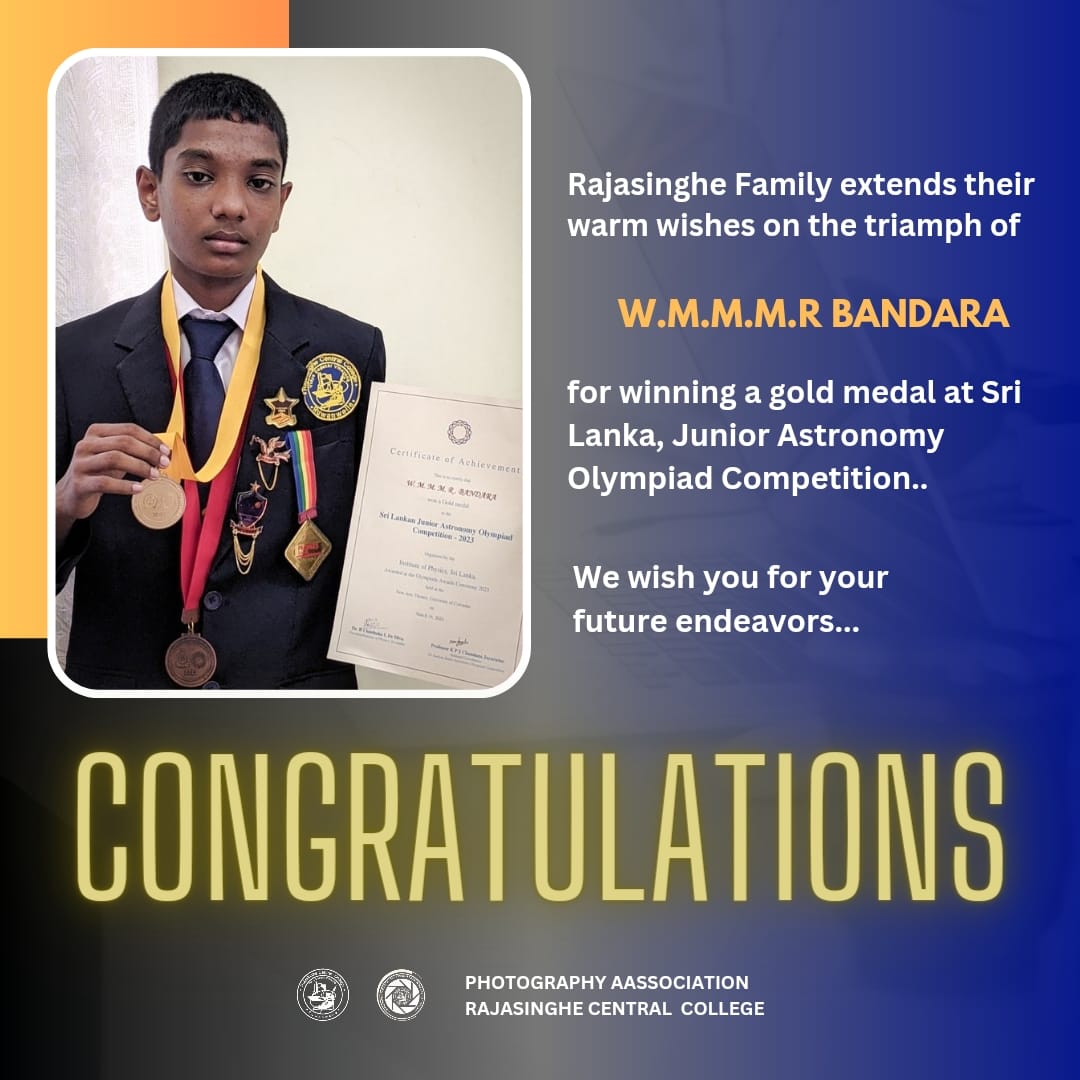 Rajasinghe Family extends their
warm wishes on the triamph of
W.M.M.M.R BANDARA
for winning a gold medal at Sri
Lanka, Junior Astronomy
Olympiad Competition..
We wish you for your
future endeavors...
Certificate of Achievement
This is to certify that
W. M. M. M. R. BANDARA
won a Gold medal
at the
Sri Lankan Junior Astronomy Olympiad
Competition - 2023
Organized by the
Institute of Physics, Sri Lanka
Awarded at the Olympiads Awards Ceremony 2023
held at the
New Arts Theatre, University of Colombo
on
CONGRATULATIONS
PHOTOGRAPHY AASSOCIATION
RAJASINGHE CENTRAL COLLEGE